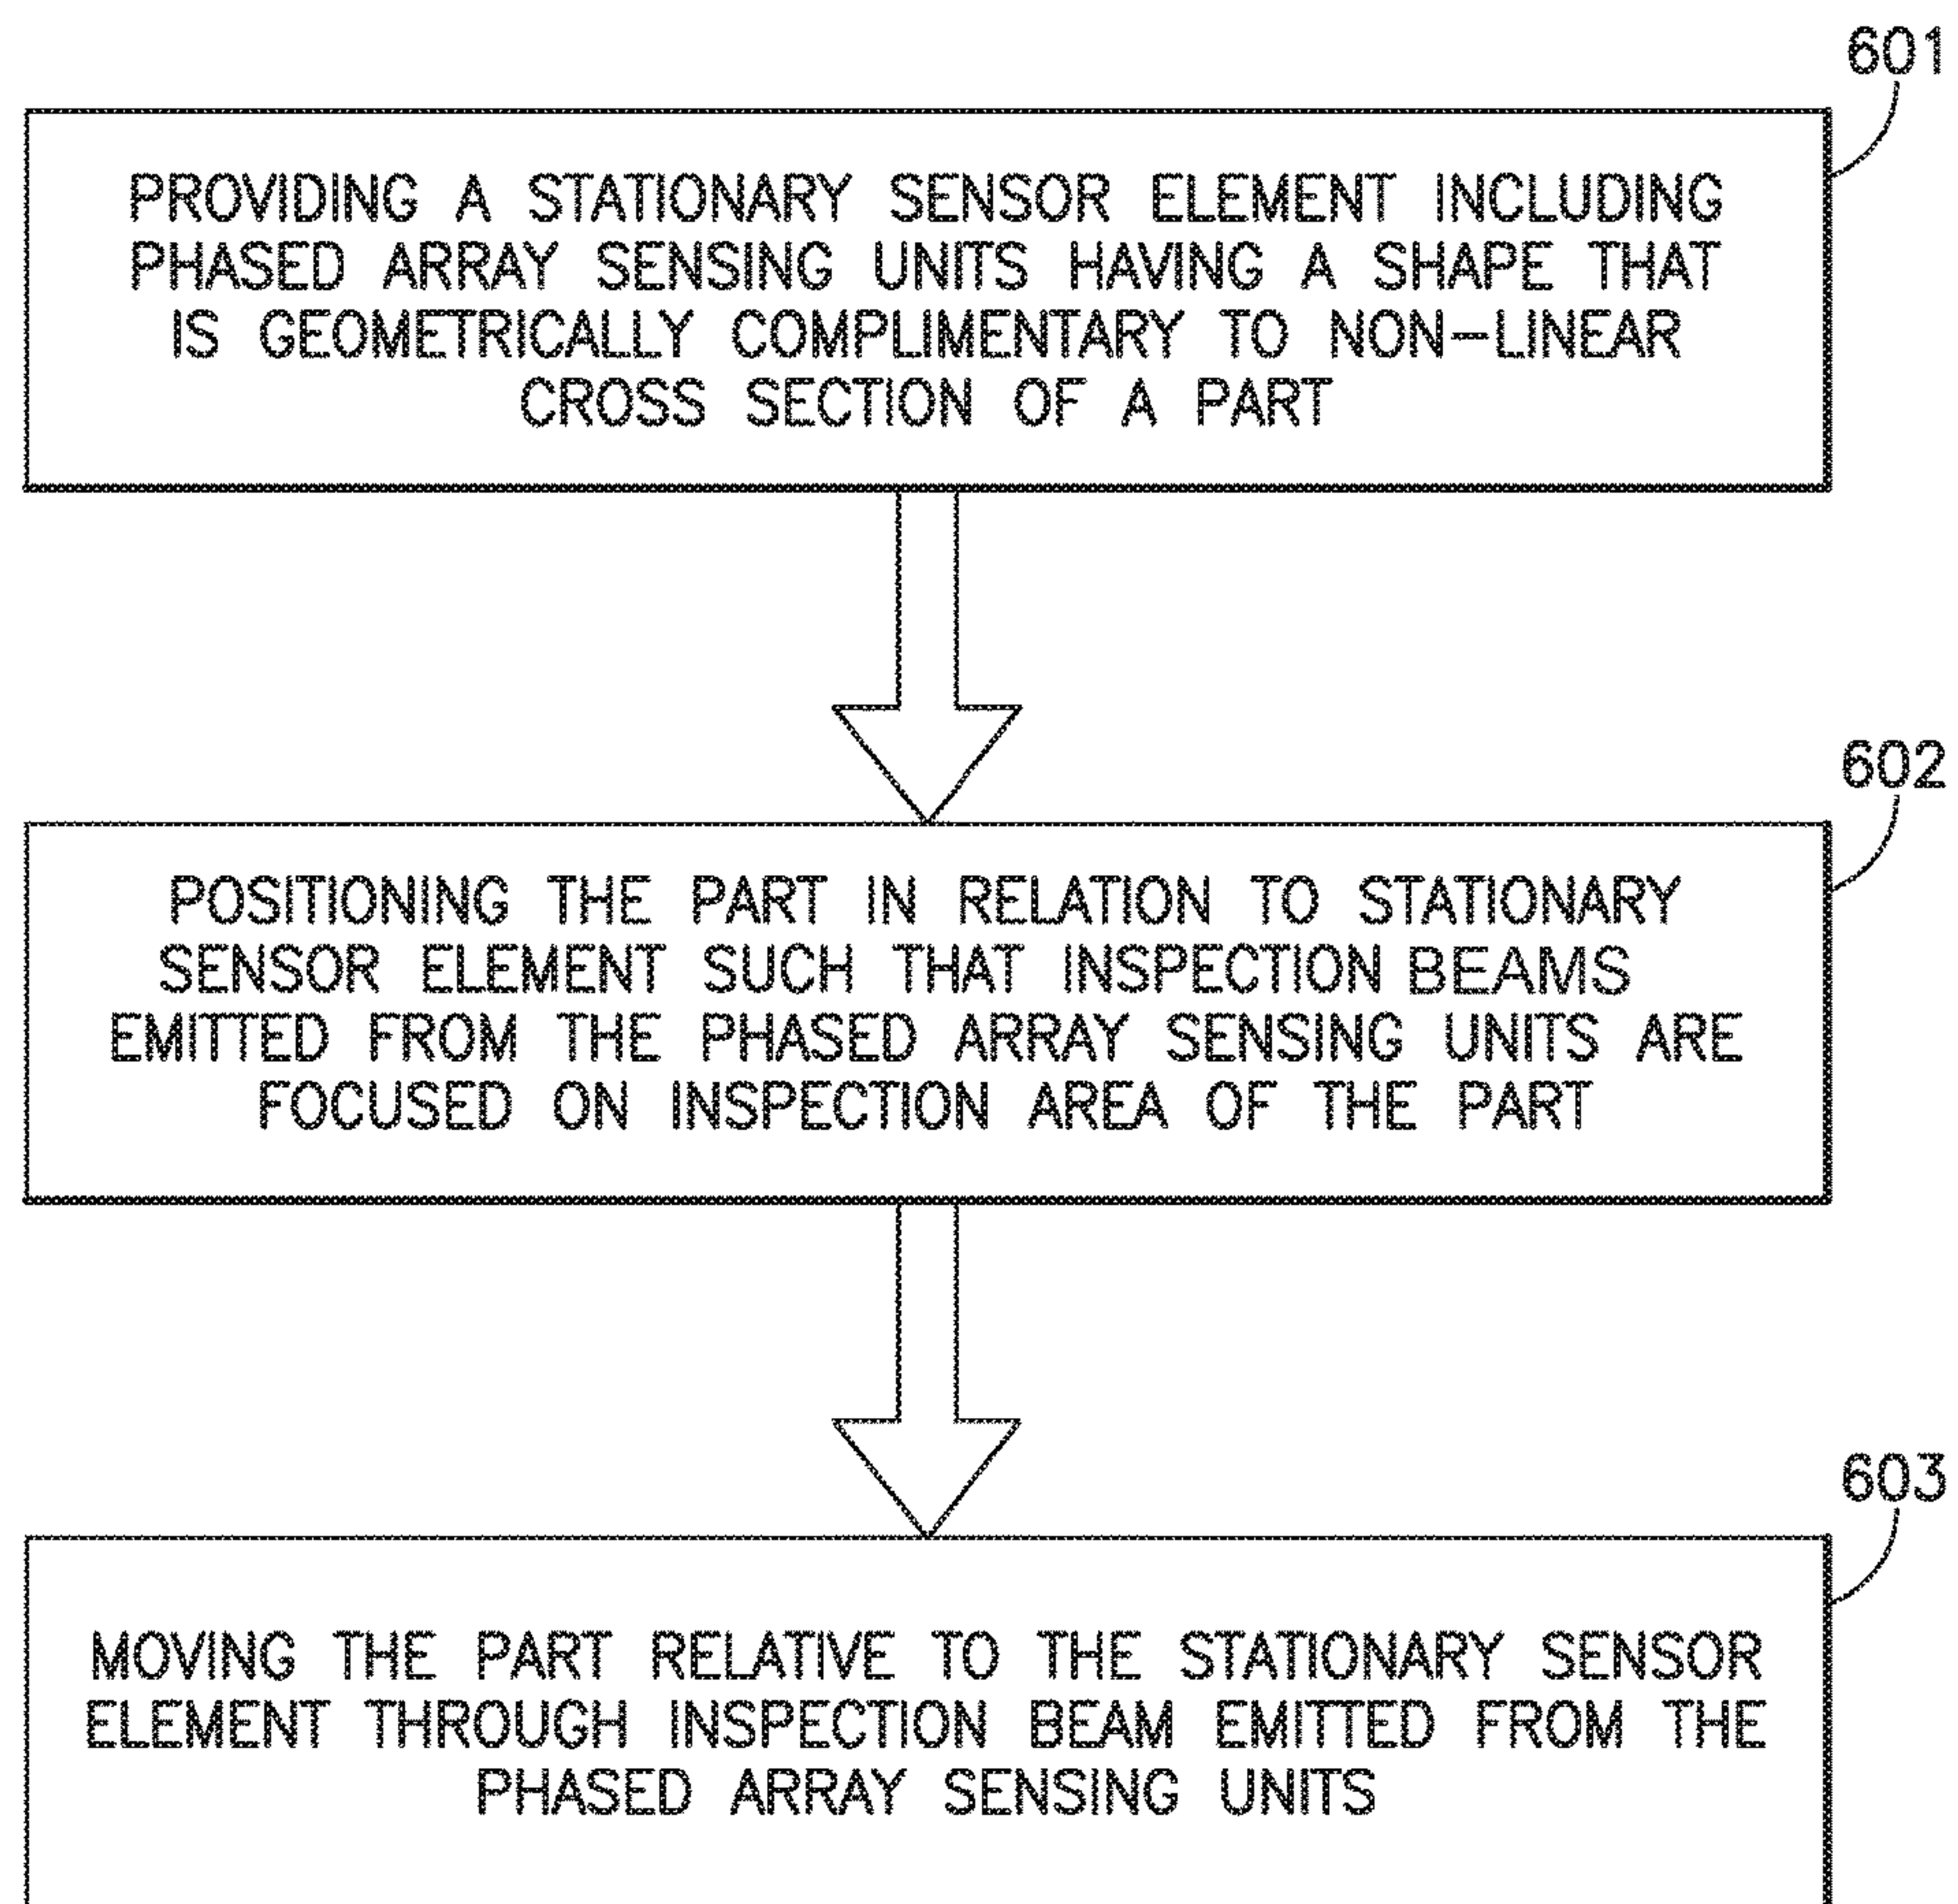 601
PROVIDING A STATIONARY SENSOR ELEMENT INCLUDING
PHASED ARRAY SENSING UNITS HAVING A SHAPE THAT
IS GEOMETRICALLY COMPLIMENTARY TO NON-LINEAR
CROSS SECTION OF A PART
602
POSITIONING THE PART IN RELATION TO STATIONARY
SENSOR ELEMENT SUCH THAT INSPECTION BEAMS
EMITTED FROM THE PHASED ARRAY SENSING UNITS ARE
FOCUSED ON INSPECTION AREA OF THE PART
603
MOVING THE PART RELATIVE TO THE STATIONARY SENSOR
ELEMENT THROUGH INSPECTION BEAM EMITTED FROM THE
PHASED ARRAY SENSING UNITS